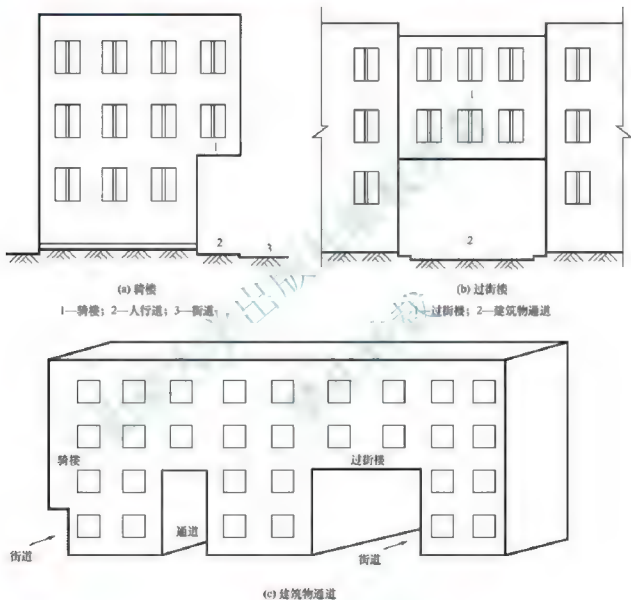 1
2
3
(a) 骑楼
1—骑楼；2—人行道；3—街道
1
2
(b) 过街楼
1—过街楼；2—建筑物通道
骑楼
过街楼
通道
街道
街道
(c) 建筑物通道